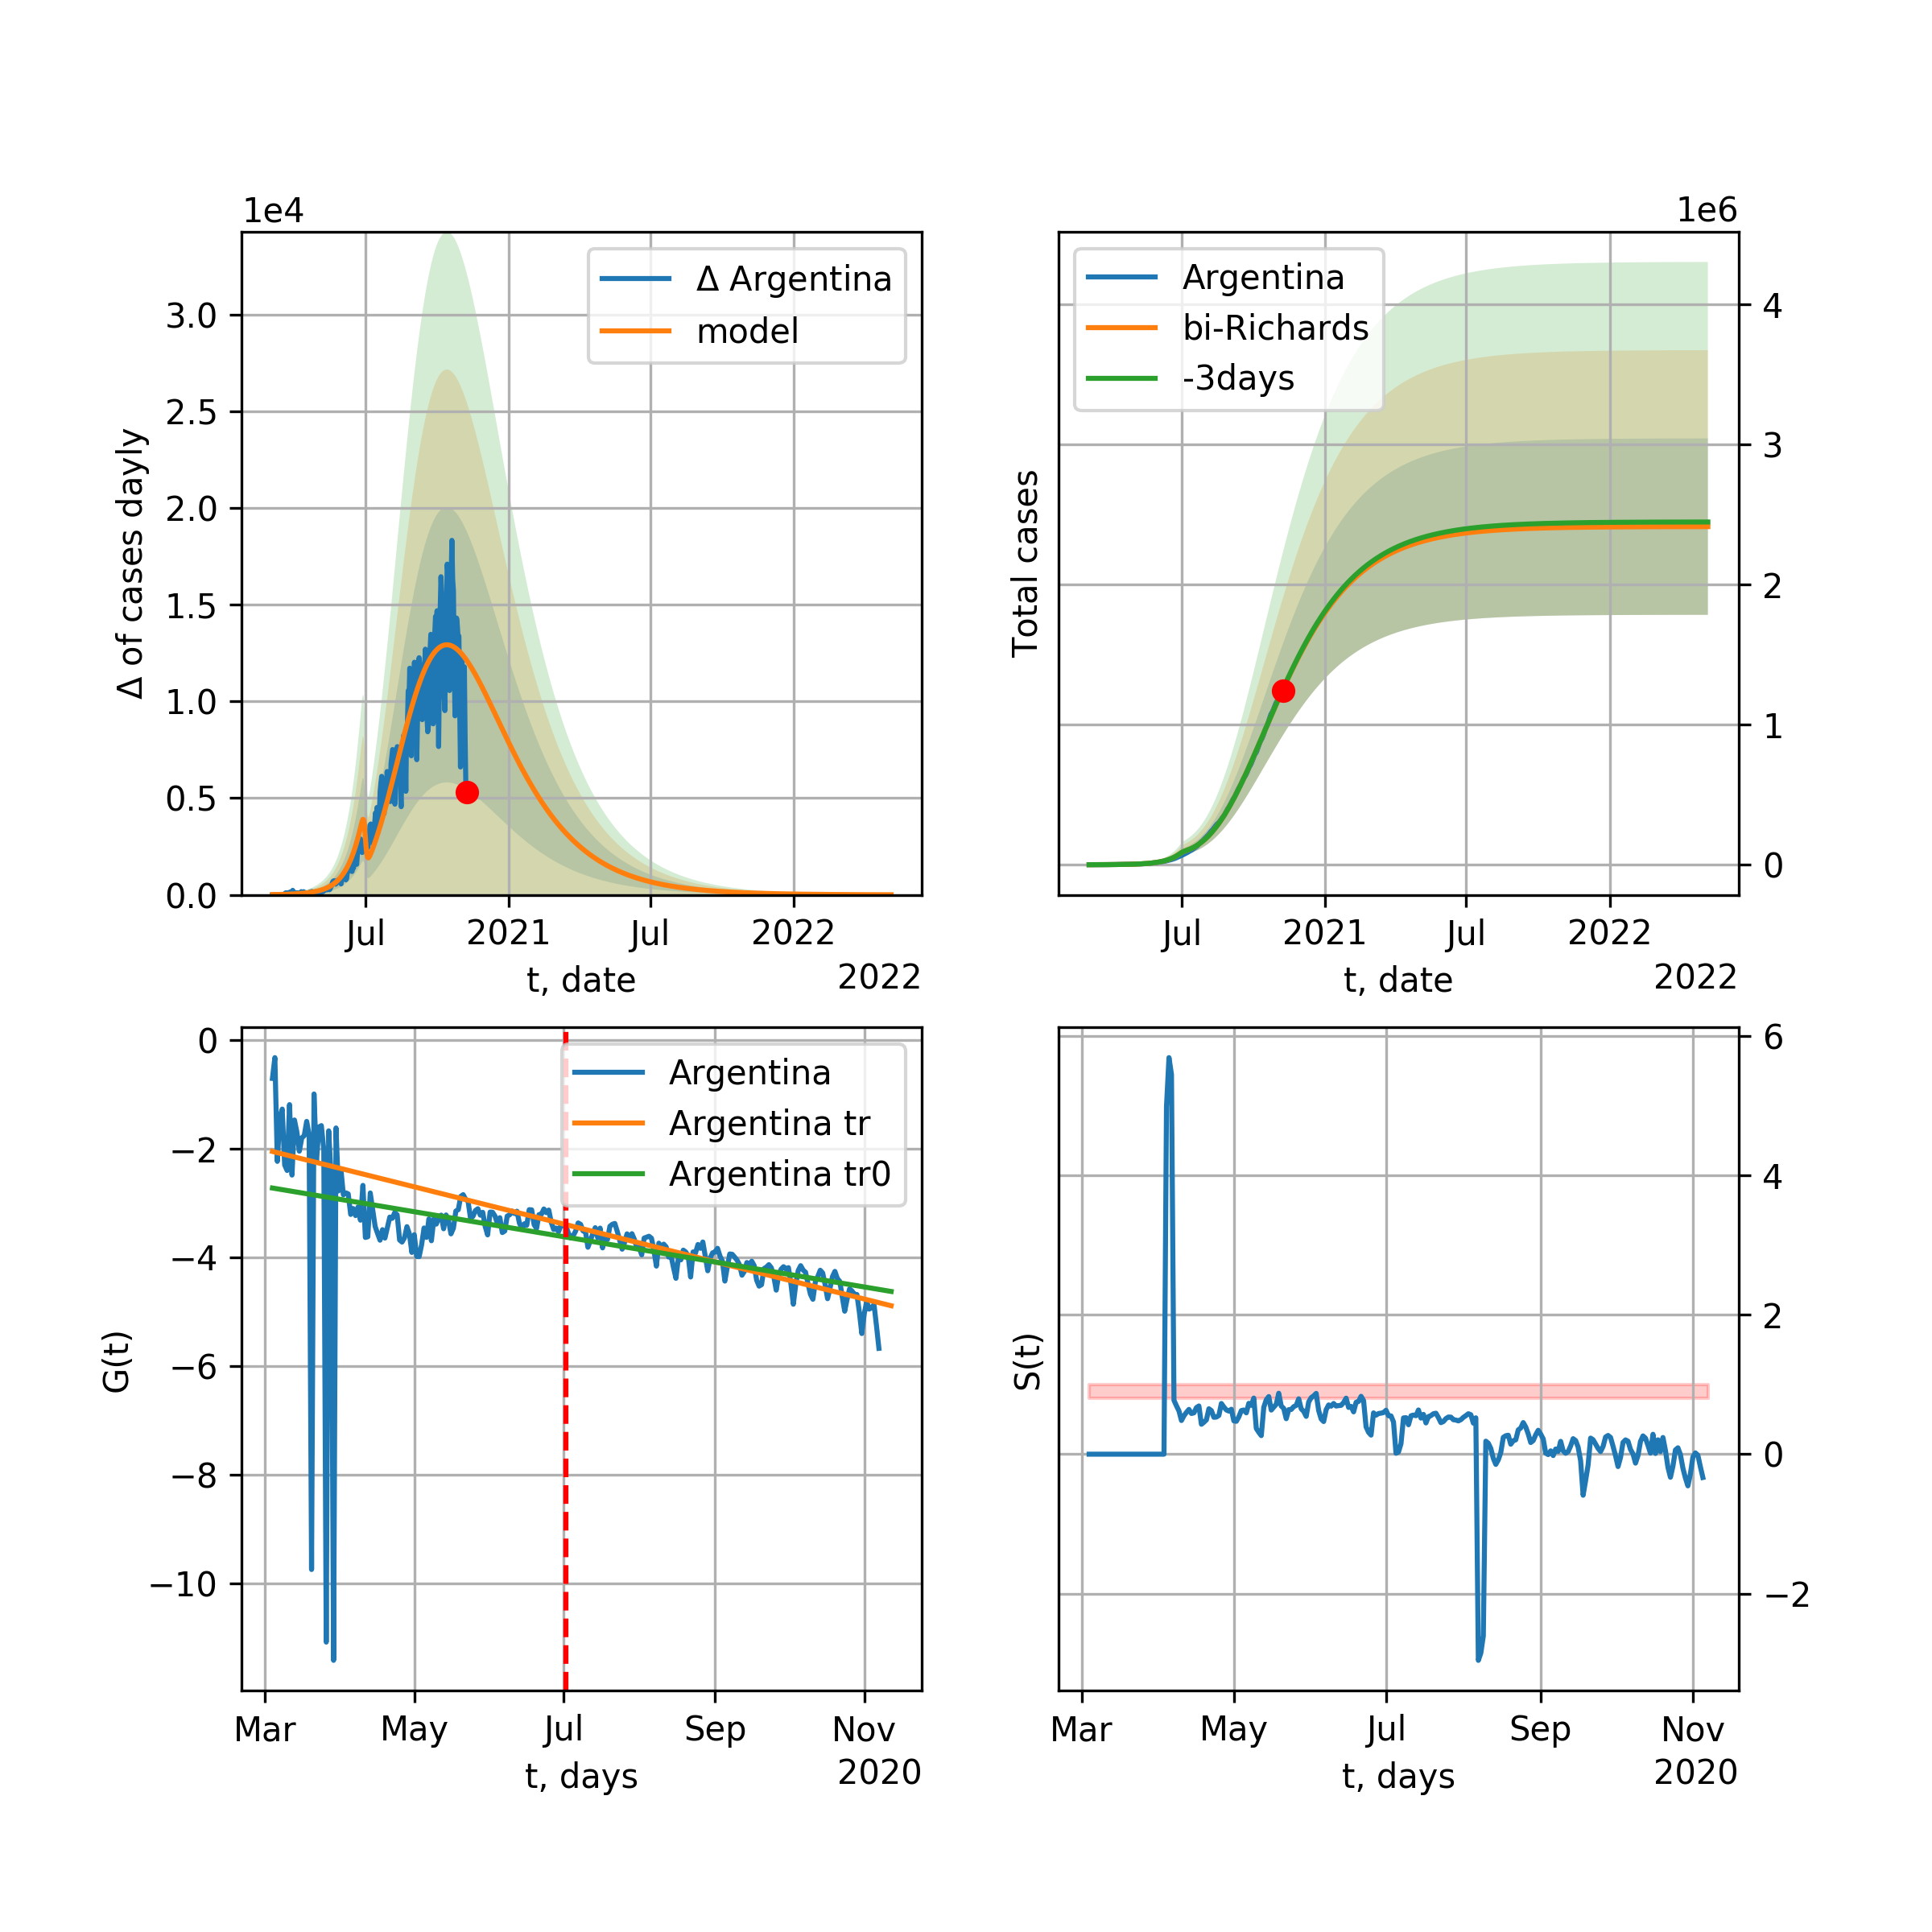 1e4
Δ of cases dayly
3.0
2.5
2.0
1.5
1.0
0.5
0.0
Δ Argentina
model
Jul 2021 Jul 2022
t, date
2022
1e6
Total cases
Argentina
bi-Richards
-3days
4
3
2
1
0
Jul 2021 Jul 2022
t, date
2022
G(t)
0
−2
−4
−6
−8
−10
Argentina
Argentina tr
Argentina tr0
Mar May Jul Sep Nov
t, days
2020
S(t)
6
4
2
0
−2
Mar May Jul Sep Nov
t, days
2020